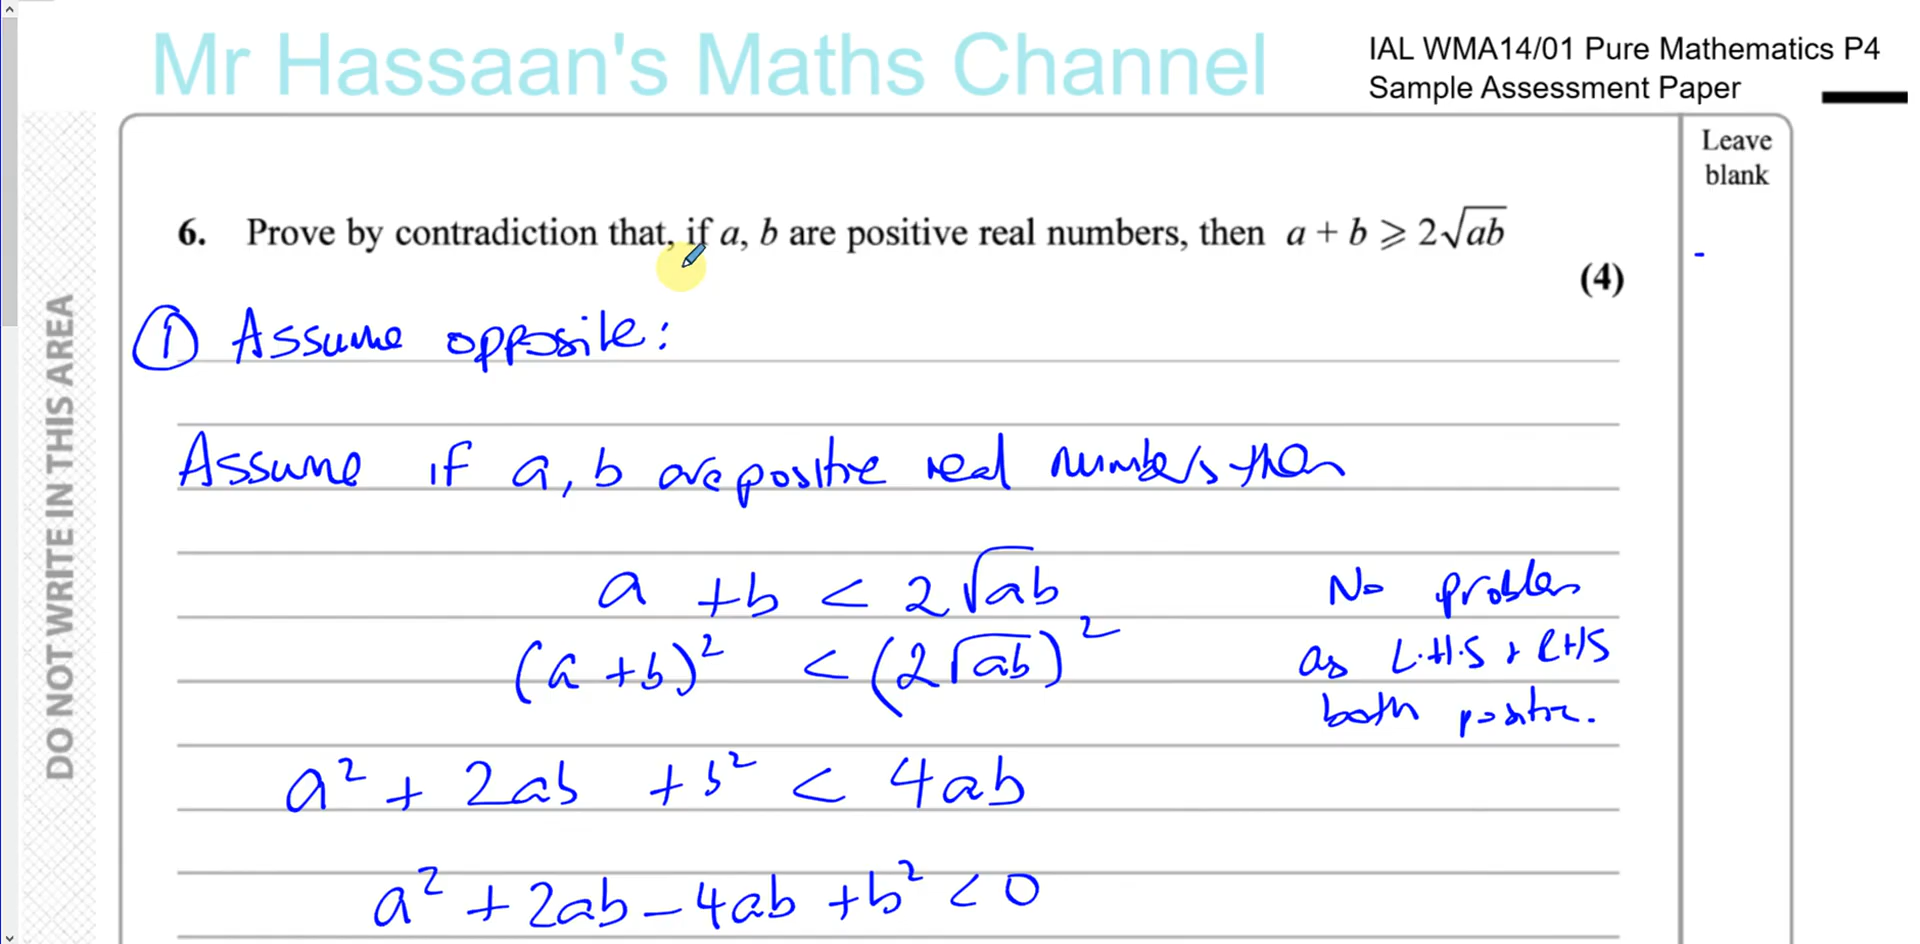 Mr Hassaan's Maths Channel
IAL WMA14/01 Pure Mathematics P4
Sample Assessment Paper
Leave
blank
DO NOT WRITE IN THIS AREA
6. Prove by contradiction that, if a, b are positive real numbers, then a + b ⩾ 2√ab
(4)
① Assume opposite:
Assume if a, b are positive real numbers then
a + b < 2√ab
No problem
(a + b)² < (2√ab)²
as L.H.S + RHS
both positive.
a² + 2ab + b² < 4ab
a² + 2ab − 4ab + b² < 0